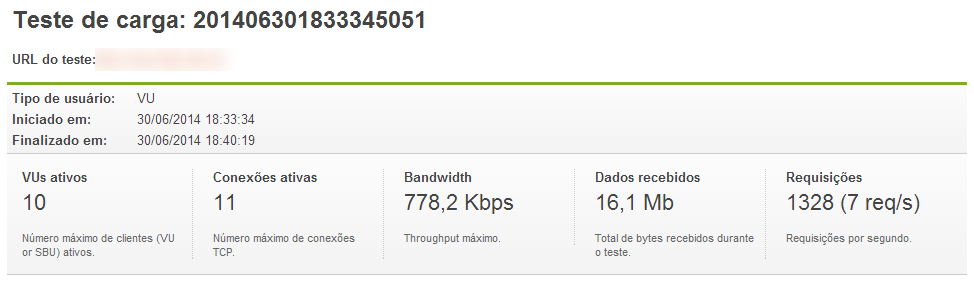 Teste de carga: 201406301833345051
URL do teste:
Tipo de usuário: VU
Iniciado em: 30/06/2014 18:33:34
Finalizado em: 30/06/2014 18:40:19
VUs ativos
10
Número máximo de clientes (VU
or SBU) ativos.
Conexões ativas
11
Número máximo de conexões
TCP.
Bandwidth
778,2 Kbps
Throughput máximo.
Dados recebidos
16,1 Mb
Total de bytes recebidos durante
o teste.
Requisições
1328 (7 req/s)
Requisições por segundo.